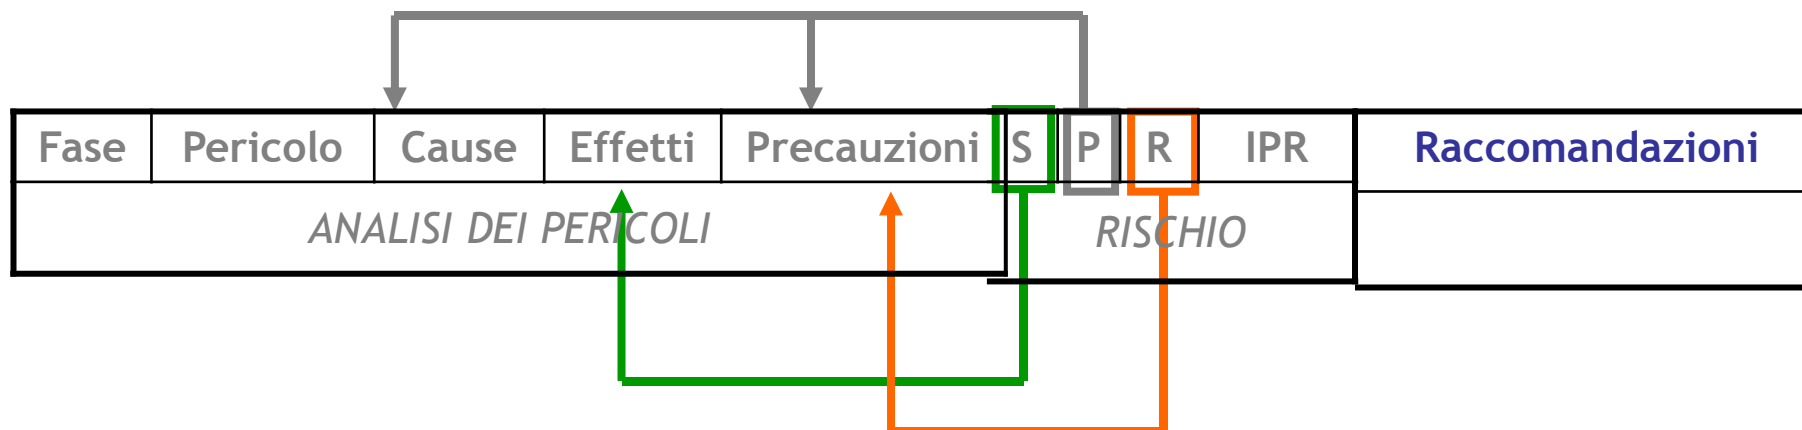 Fase Pericolo Cause Effetti Precauzioni S P R IPR Raccomandazioni
ANALISI DEI PERICOLI RISCHIO